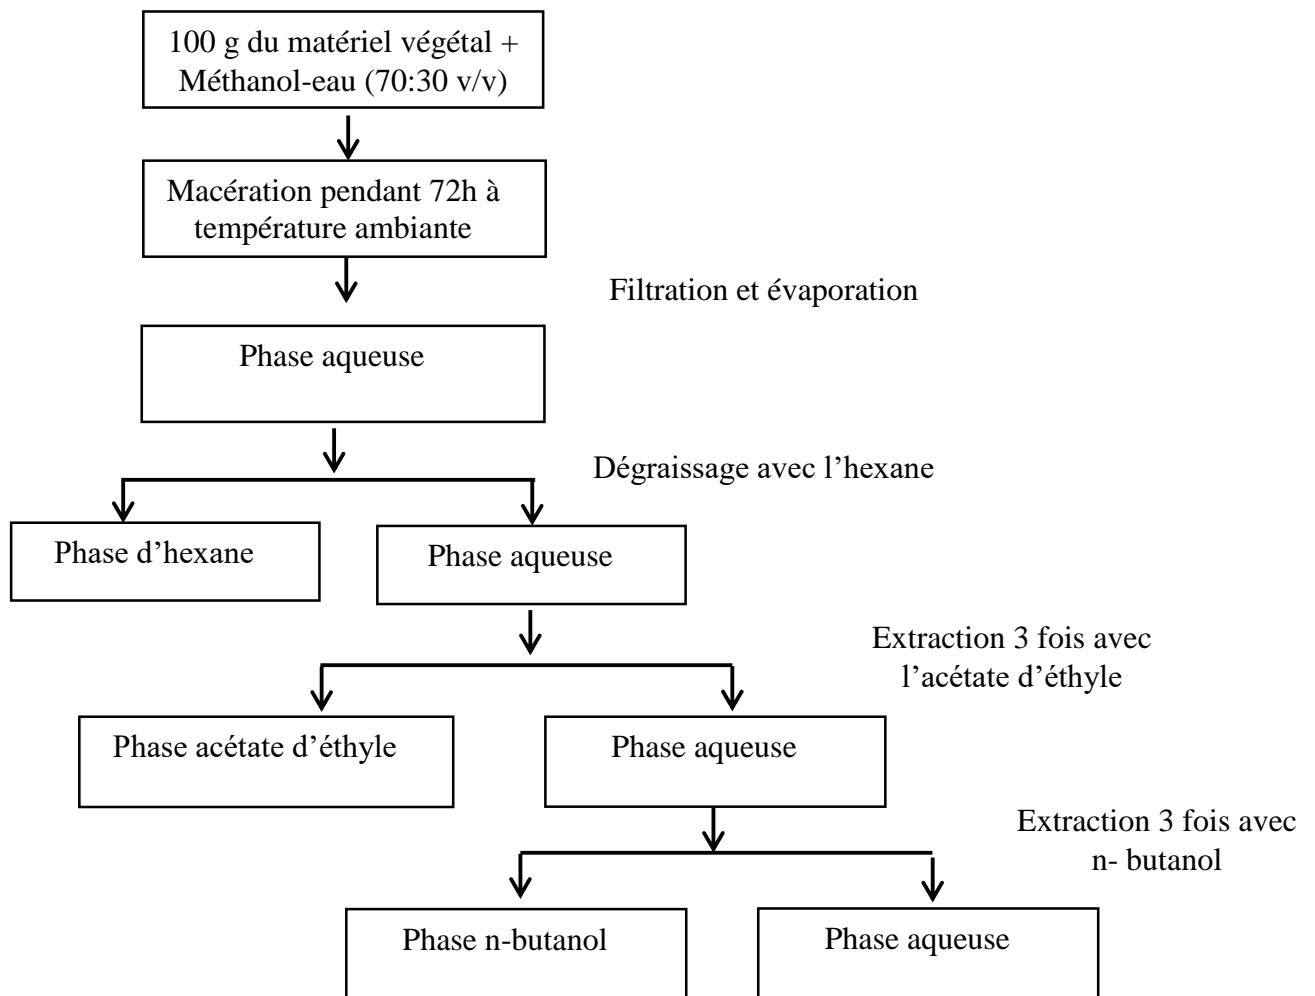 100 g du matériel végétal +
Méthanol-eau (70:30 v/v)
Macération pendant 72h à
température ambiante
Filtration et évaporation
Phase aqueuse
Dégraissage avec l’hexane
Phase d’hexane
Phase aqueuse
Extraction 3 fois avec
l’acétate d’éthyle
Phase acétate d’éthyle
Phase aqueuse
Extraction 3 fois avec
n- butanol
Phase n-butanol
Phase aqueuse